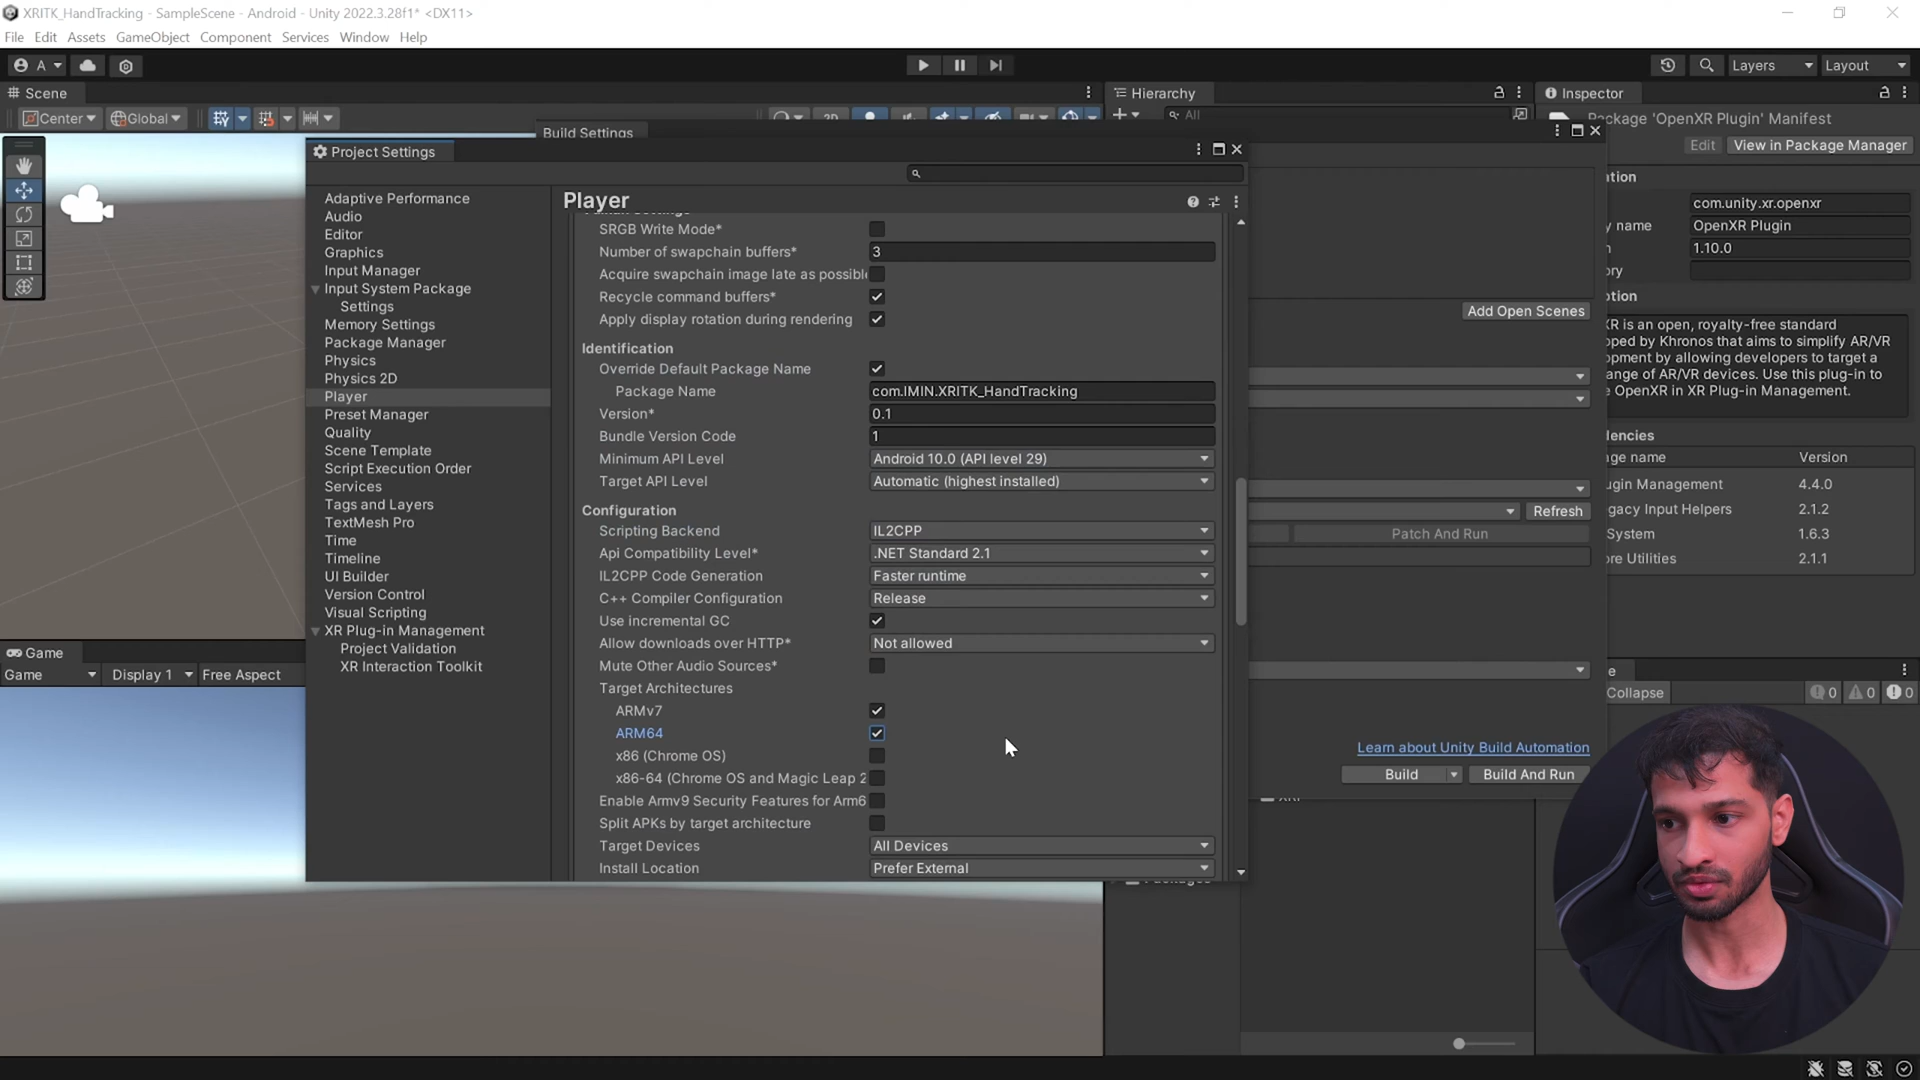 XRITK_HandTracking - SampleScene - Android - Unity 2022.3.28f1* <DX11>
File Edit Assets GameObject Component Services Window Help
A
Layers
Layout
Scene
Hierarchy
Inspector
Center
Global
2D
All
Package 'OpenXR Plugin' Manifest
Build Settings
Edit
View in Package Manager
Project Settings
Adaptive Performance
Audio
Editor
Graphics
Input Manager
Input System Package
Settings
Memory Settings
Package Manager
Physics
Physics 2D
Player
Preset Manager
Quality
Scene Template
Script Execution Order
Services
Tags and Layers
TextMesh Pro
Time
Timeline
UI Builder
Version Control
Visual Scripting
XR Plug-in Management
Project Validation
XR Interaction Toolkit
Player
SRGB Write Mode*
Number of swapchain buffers* 3
Acquire swapchain image late as possible
Recycle command buffers*
Apply display rotation during rendering
Identification
Override Default Package Name
Package Name com.IMIN.XRITK_HandTracking
Version* 0.1
Bundle Version Code 1
Minimum API Level Android 10.0 (API level 29)
Target API Level Automatic (highest installed)
Configuration
Scripting Backend IL2CPP
Api Compatibility Level* .NET Standard 2.1
IL2CPP Code Generation Faster runtime
C++ Compiler Configuration Release
Use incremental GC
Allow downloads over HTTP* Not allowed
Mute Other Audio Sources*
Target Architectures
ARMv7
ARM64
x86 (Chrome OS)
x86-64 (Chrome OS and Magic Leap 2
Enable Armv9 Security Features for Arm6
Split APKs by target architecture
Target Devices All Devices
Install Location Prefer External
Add Open Scenes
Refresh
Patch And Run
Learn about Unity Build Automation
Build
Build And Run
ation
com.unity.xr.openxr
y name OpenXR Plugin
n 1.10.0
ory
ption
XR is an open, royalty-free standard
oped by Khronos that aims to simplify AR/VR
opment by allowing developers to target a
ange of AR/VR devices. Use this plug-in to
e OpenXR in XR Plug-in Management.
dencies
age name Version
ugin Management 4.4.0
gacy Input Helpers 2.1.2
System 1.6.3
ore Utilities 2.1.1
Collapse
0 0 0
Game
Game Display 1 Free Aspect